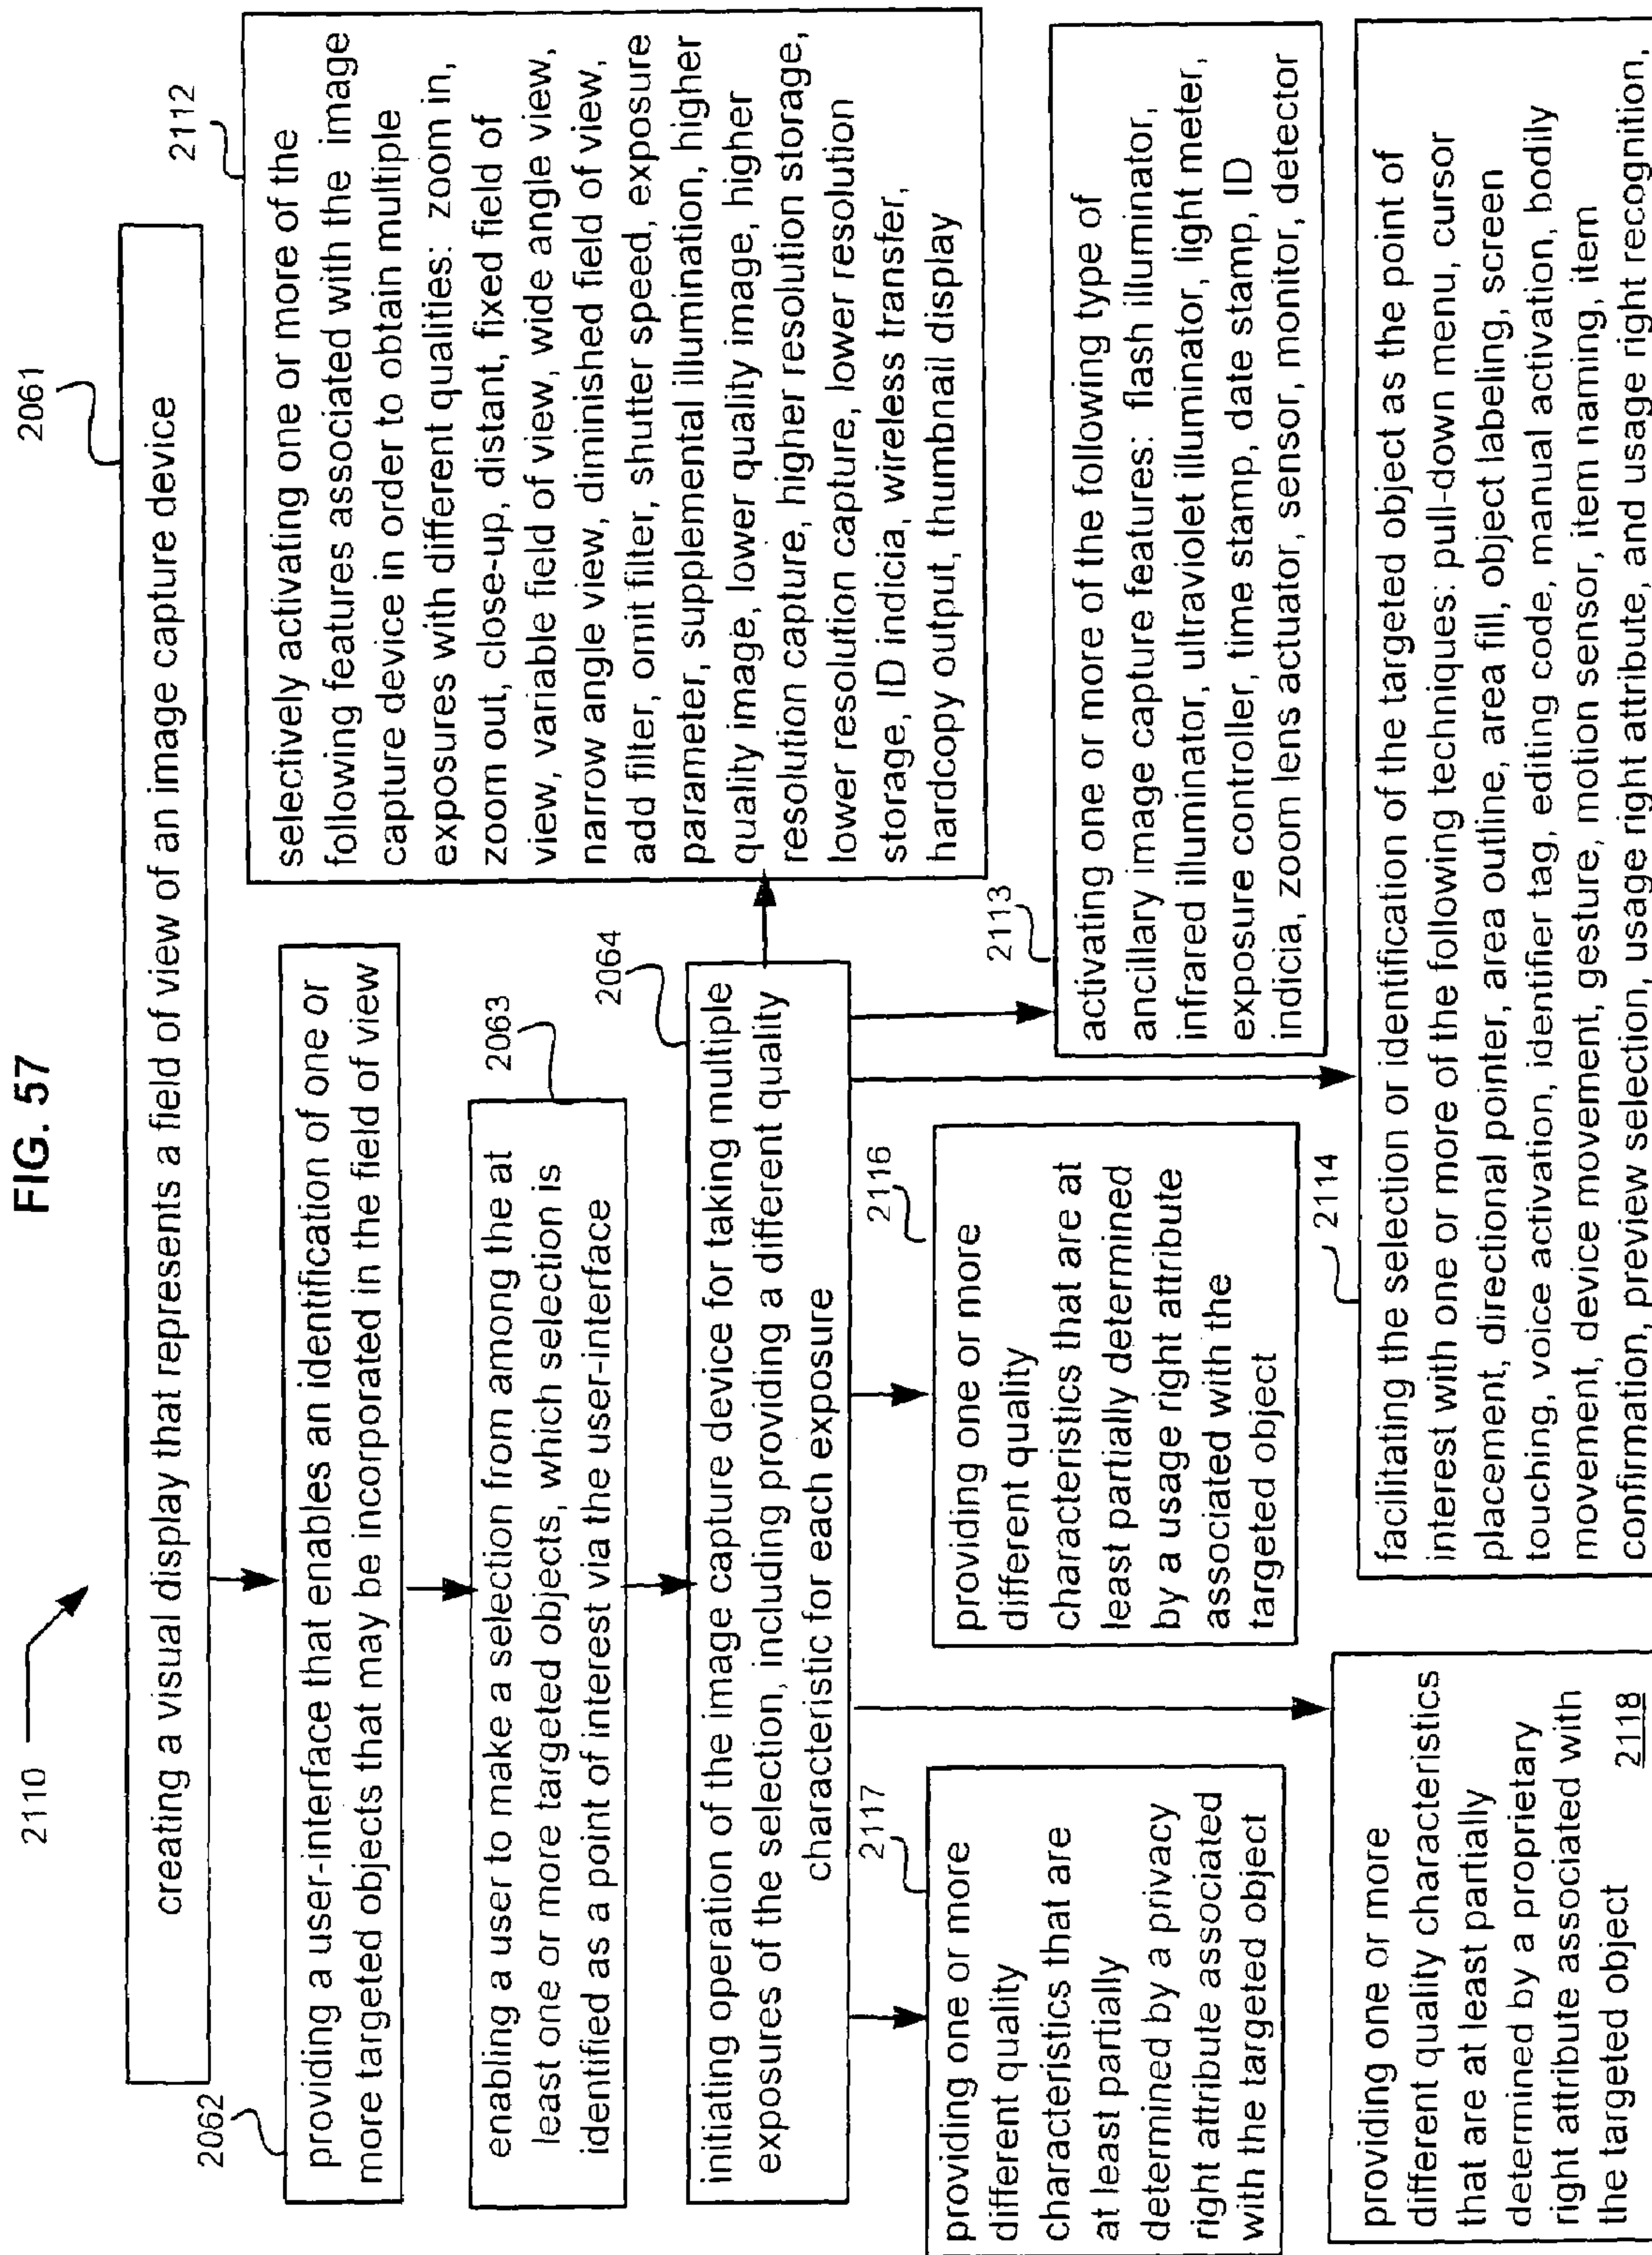 FIG. 57
2110
2061
creating a visual display that represents a field of view of an image capture device
2062
providing a user-interface that enables an identification of one or
more targeted objects that may be incorporated in the field of view
2063
enabling a user to make a selection from among the at
least one or more targeted objects, which selection is
identified as a point of interest via the user-interface
2064
initiating operation of the image capture device for taking multiple
exposures of the selection, including providing a different quality
characteristic for each exposure
2112
selectively activating one or more of the
following features associated with the image
capture device in order to obtain multiple
exposures with different qualities: zoom in,
zoom out, close-up, distant, fixed field of
view, variable field of view, wide angle view,
narrow angle view, diminished field of view,
add filter, omit filter, shutter speed, exposure
parameter, supplemental illumination, higher
quality image, lower quality image, higher
resolution capture, higher resolution storage,
lower resolution capture, lower resolution
storage, ID indicia, wireless transfer,
hardcopy output, thumbnail display
2117
providing one or more
different quality
characteristics that are
at least partially
determined by a privacy
right attribute associated
with the targeted object
2116
providing one or more
different quality
characteristics that are at
least partially determined
by a usage right attribute
associated with the
targeted object
2113
activating one or more of the following type of
ancillary image capture features: flash illuminator,
infrared illuminator, ultraviolet illuminator, light meter,
exposure controller, time stamp, date stamp, ID
indicia, zoom lens actuator, sensor, monitor, detector
providing one or more
different quality characteristics
that are at least partially
determined by a proprietary
right attribute associated with
the targeted object
2118
2114
facilitating the selection or identification of the targeted object as the point of
interest with one or more of the following techniques: pull-down menu, cursor
placement, directional pointer, area outline, area fill, object labeling, screen
touching, voice activation, identifier tag, editing code, manual activation, bodily
movement, device movement, gesture, motion sensor, item naming, item
confirmation, preview selection, usage right attribute, and usage right recognition,